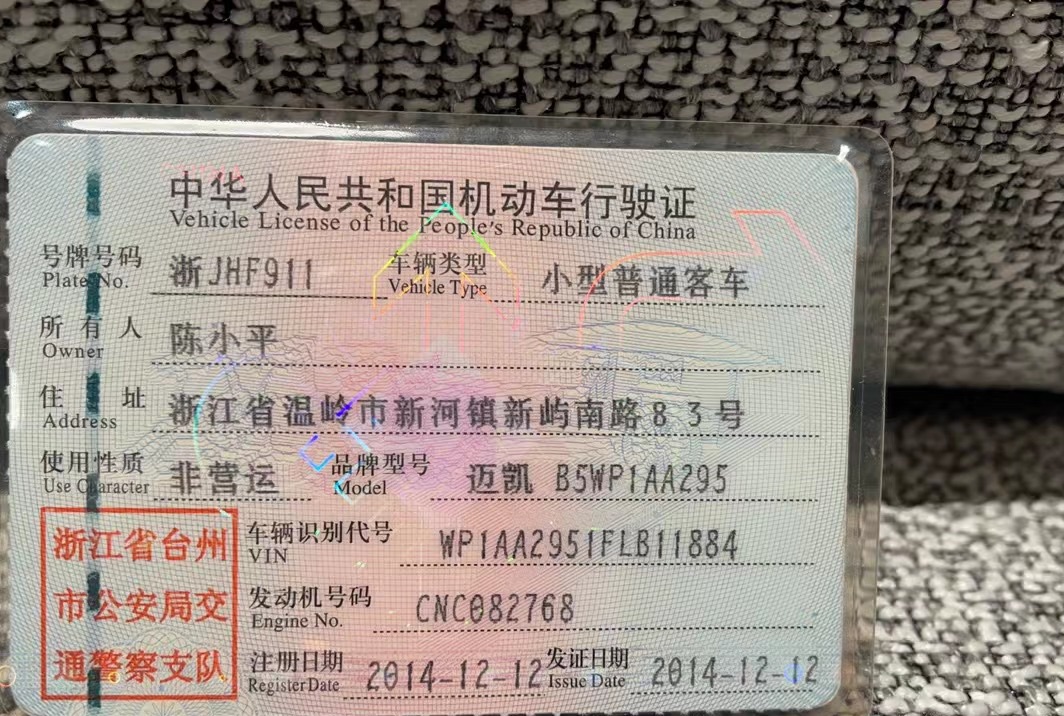 中华人民共和国机动车行驶证
Vehicle License of the People's Republic of China
号牌号码 浙JHF911 车辆类型 小型普通客车
Plate No. Vehicle Type
所有人 陈小平
Owner
住址 浙江省温岭市新河镇新屿南路83号
Address
使用性质 非营运 品牌型号 迈凯 B5WP1AA295
Use Character Model
浙江省台州
市公安局交
通警察支队
车辆识别代号 WP1AA2951FLB11884
VIN
发动机号码 CNC082768
Engine No.
注册日期 2014-12-12 发证日期 2014-12-12
Register Date Issue Date